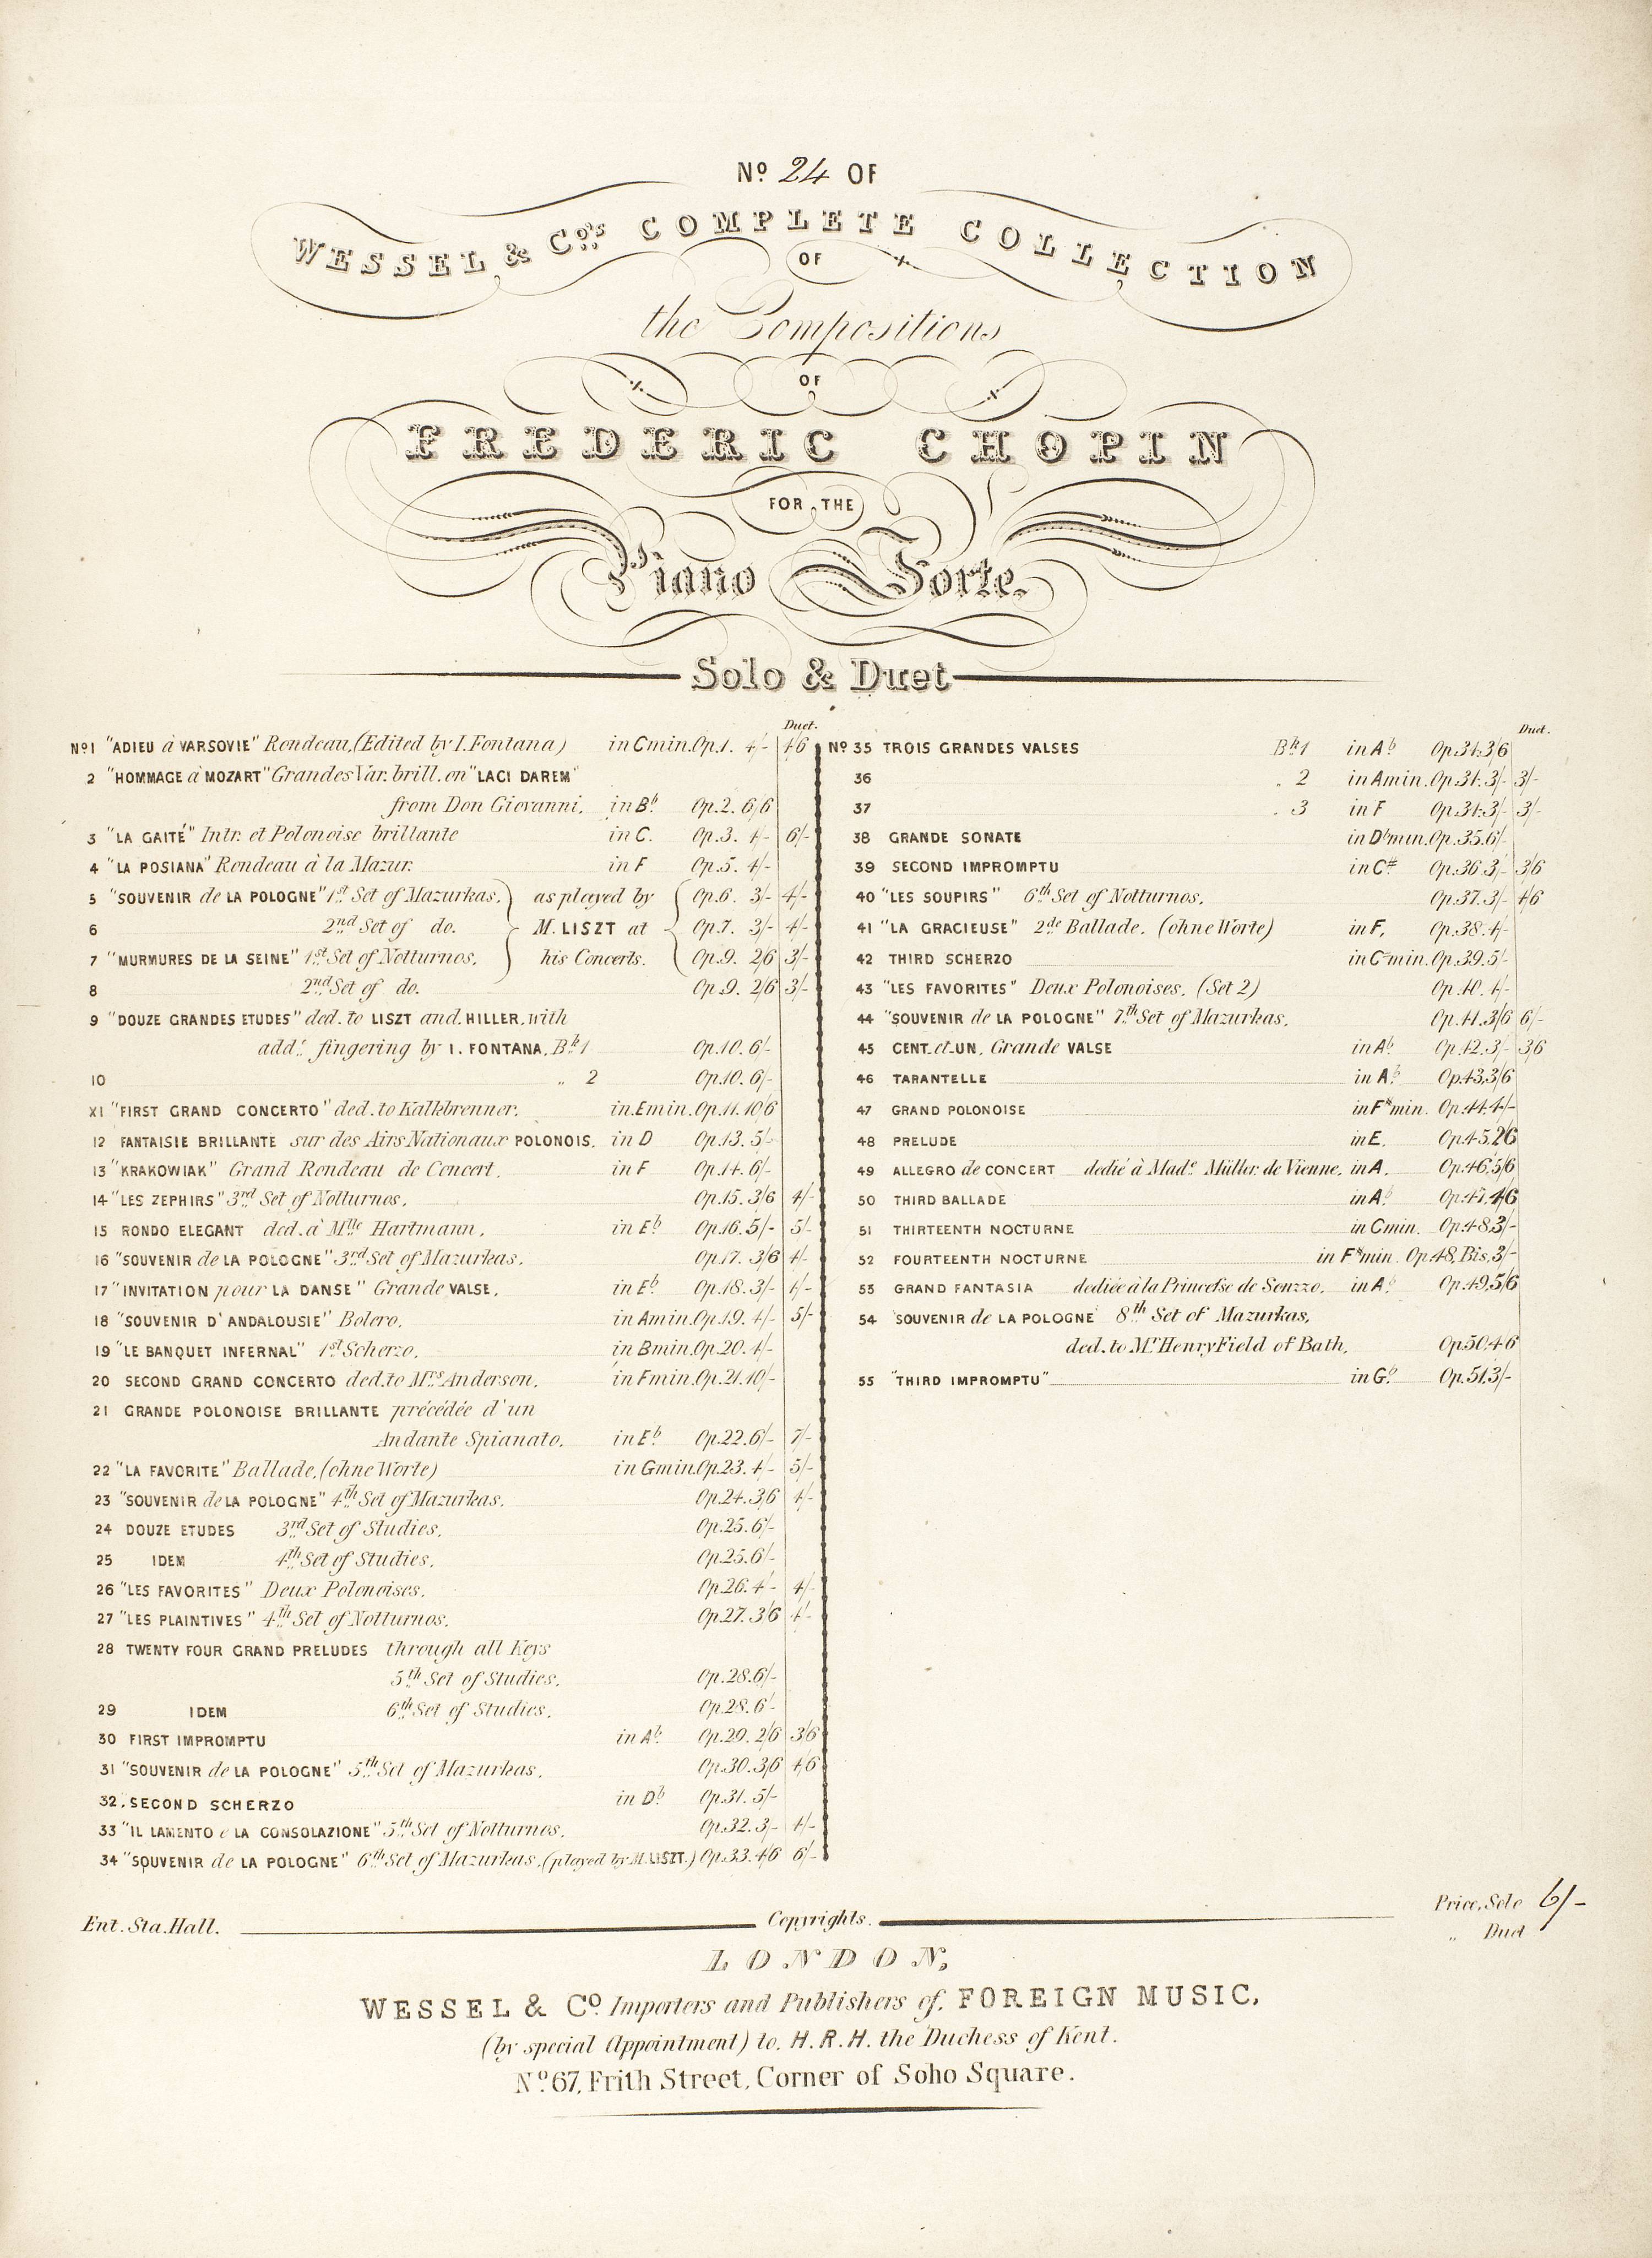 Nº 24 OF
WESSEL & Co's COMPLETE COLLECTION
OF
the Compositions
OF
FREDERIC CHOPIN
FOR THE
Piano Forte.
Solo & Duet
Duet.
Nº 1 "ADIEU à VARSOVIE" Rondeau, (Edited by I. Fontana) in C min. Op. 1. 4/- 4/6
2 "HOMMAGE à MOZART" Grandes Var. brill. on "LA CI DAREM"
from Don Giovanni. in B♭ Op. 2. 6/6
3 "LA GAITÉ" Intr. et Polonoise brillante in C. Op. 3. 4/- 6/-
4 "LA POSIANA" Rondeau à la Mazur. in F Op. 5. 4/-
5 "SOUVENIR de LA POLOGNE" 1st Set of Mazurkas. as played by Op. 6. 3/- 4/-
6 2nd Set of do. M. LISZT at Op. 7. 3/- 4/-
7 "MURMURES DE LA SEINE" 1st Set of Notturnos. his Concerts. Op. 9. 2/6 3/-
8 2nd Set of do. Op. 9. 2/6 3/-
9 "DOUZE GRANDES ETUDES" ded. to LISZT and. HILLER. with
add! fingering by I. FONTANA. Bk 1 Op. 10. 6/-
10 " 2 Op. 10. 6/-
XI "FIRST GRAND CONCERTO" ded. to Kalkbrenner. in E min. Op. 11. 10/6
12 FANTAISIE BRILLANTE sur des Airs Nationaux POLONOIS. in D Op. 13. 5/-
13 "KRAKOWIAK" Grand Rondeau de Concert. in F Op. 14. 6/-
14 "LES ZEPHIRS" 3rd Set of Notturnos. Op. 15. 3/6 4/-
15 RONDO ELEGANT ded. à Mlle Hartmann. in E♭ Op. 16. 5/- 5/-
16 "SOUVENIR de LA POLOGNE" 3rd Set of Mazurkas. Op. 17. 3/6 4/-
17 "INVITATION pour LA DANSE" Grande VALSE. in E♭ Op. 18. 3/- 4/-
18 "SOUVENIR D'ANDALOUSIE" Bolero. in A min. Op. 19. 4/- 5/-
19 "LE BANQUET INFERNAL" 1st Scherzo. in B min. Op. 20. 4/-
20 SECOND GRAND CONCERTO ded. to Mrs Anderson. in F min. Op. 21. 10/-
21 GRANDE POLONOISE BRILLANTE précédée d'un
Andante Spianato. in E♭ Op. 22. 6/- 7/-
22 "LA FAVORITE" Ballade, (ohne Worte) in G min. Op. 23. 4/- 5/-
23 "SOUVENIR de LA POLOGNE" 4th Set of Mazurkas. Op. 24. 3/6 4/-
24 DOUZE ETUDES 3rd Set of Studies. Op. 25. 6/-
25 IDEM 4th Set of Studies. Op. 25. 6/-
26 "LES FAVORITES" Deux Polonoises. Op. 26. 4/- 4/-
27 "LES PLAINTIVES" 4th Set of Notturnos. Op. 27. 3/6 4/-
28 TWENTY FOUR GRAND PRELUDES through all Keys
5th Set of Studies. Op. 28. 6/-
29 IDEM 6th Set of Studies. Op. 28. 6/-
30 FIRST IMPROMPTU in A♭ Op. 29. 2/6 3/6
31 "SOUVENIR de LA POLOGNE" 5th Set of Mazurkas. Op. 30. 3/6 4/6
32. SECOND SCHERZO in D♭ Op. 31. 5/-
33 "IL LAMENTO e LA CONSOLAZIONE" 5th Set of Notturnos. Op. 32. 3/- 4/-
34 "SOUVENIR de LA POLOGNE" 6th Set of Mazurkas. (played by M. LISZT.) Op. 33. 4/6 6/-
Duet.
Nº 35 TROIS GRANDES VALSES Bk 1 in A♭ Op. 34. 3/6
36 . 2 in A min. Op. 34. 3/- 3/-
37 . 3 in F Op. 34. 3/- 3/-
38 GRANDE SONATE in D♭ min. Op. 35. 6/-
39 SECOND IMPROMPTU in C# Op. 36. 3/- 3/6
40 "LES SOUPIRS" 6th Set of Notturnos. Op. 37. 3/- 4/6
41 "LA GRACIEUSE" 2de Ballade. (ohne Worte) in F, Op. 38. 4/-
42 THIRD SCHERZO in C# min. Op. 39. 5/-
43 "LES FAVORITES" Deux Polonoises. (Set 2) Op. 40. 4/-
44 "SOUVENIR de LA POLOGNE" 7th Set of Mazurkas. Op. 41. 3/6 6/-
45 CENT-et-UN. Grande VALSE in A♭ Op. 42. 3/- 3/6
46 TARANTELLE in A♭ Op. 43. 3/6
47 GRAND POLONOISE in F# min. Op. 44. 4/-
48 PRELUDE in E. Op. 45. 2/6
49 ALLEGRO de CONCERT dedié à Made Müller de Vienne. in A. Op. 46. 5/6
50 THIRD BALLADE in A♭ Op. 47. 4/6
51 THIRTEENTH NOCTURNE in C min. Op. 48. 3/-
52 FOURTEENTH NOCTURNE in F# min. Op. 48. Bis. 3/-
53 GRAND FANTASIA dediée à la Princesse de Souzzo. in A♭ Op. 49. 5/6
54 SOUVENIR de LA POLOGNE 8th Set of Mazurkas.
ded. to Mr Henry Field of Bath. Op. 50. 4/6
55 "THIRD IMPROMPTU" in G♭ Op. 51. 3/-
Price, Solo 6/-
" Duet
Ent. Sta. Hall. Copyrights.
LONDON,
WESSEL & Cº Importers and Publishers of. FOREIGN MUSIC.
(by special Appointment) to. H. R. H. the Duchess of Kent.
Nº 67, Frith Street, Corner of Soho Square.